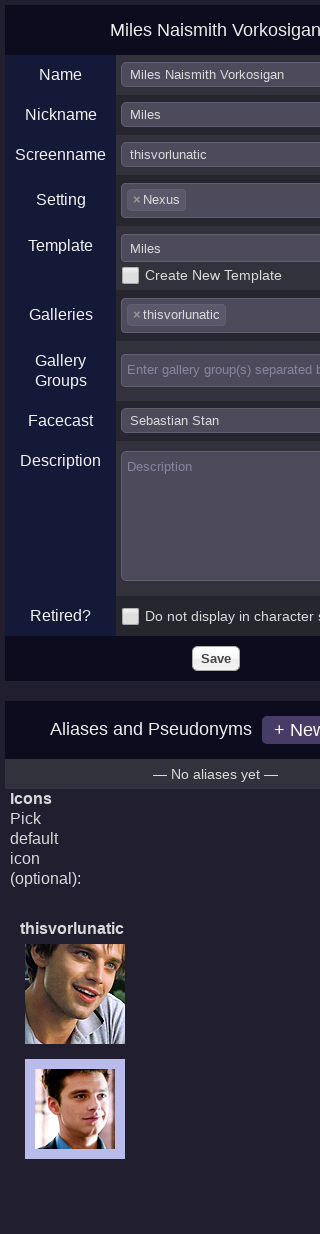 Miles Naismith Vorkosigan
Name
Miles Naismith Vorkosigan
Nickname
Miles
Screenname
thisvorlunatic
Setting
× Nexus
Template
Miles
Create New Template
Galleries
× thisvorlunatic
Gallery
Groups
Enter gallery group(s) separated b
Facecast
Sebastian Stan
Description
Description
Retired?
Do not display in character s
Save
Aliases and Pseudonyms
+ New
— No aliases yet —
Icons
Pick
default
icon
(optional):
thisvorlunatic